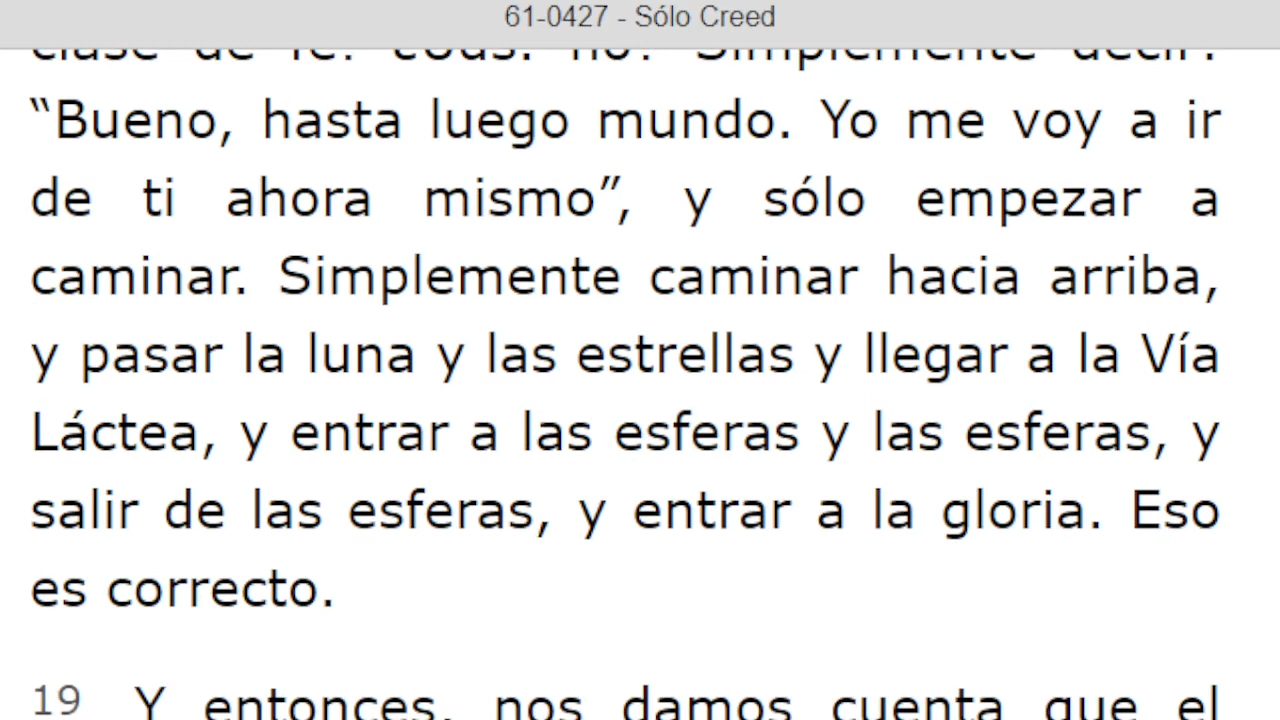 61-0427 - Sólo Creed
“Bueno, hasta luego mundo. Yo me voy a ir
de ti ahora mismo”, y sólo empezar a
caminar. Simplemente caminar hacia arriba,
y pasar la luna y las estrellas y llegar a la Vía
Láctea, y entrar a las esferas y las esferas, y
salir de las esferas, y entrar a la gloria. Eso
es correcto.
19 Y entonces, nos damos cuenta que el